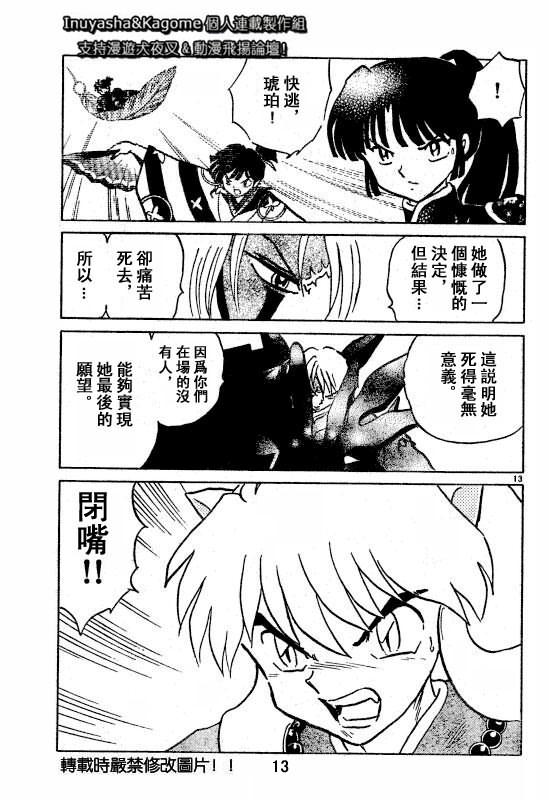 Inuyasha&Kagome 個人連載製作組
支持漫遊犬夜叉 & 動漫飛揚論壇!
!
快逃,
琥珀!
她做了一
個慷慨的
決定,
但結果…
卻痛苦
死去,
所以…
這説明她
死得毫無
意義。
因爲你們
在場的沒
有人,
能夠實現
她最後的
願望。
13
閉嘴!!
轉載時嚴禁修改圖片!!
13